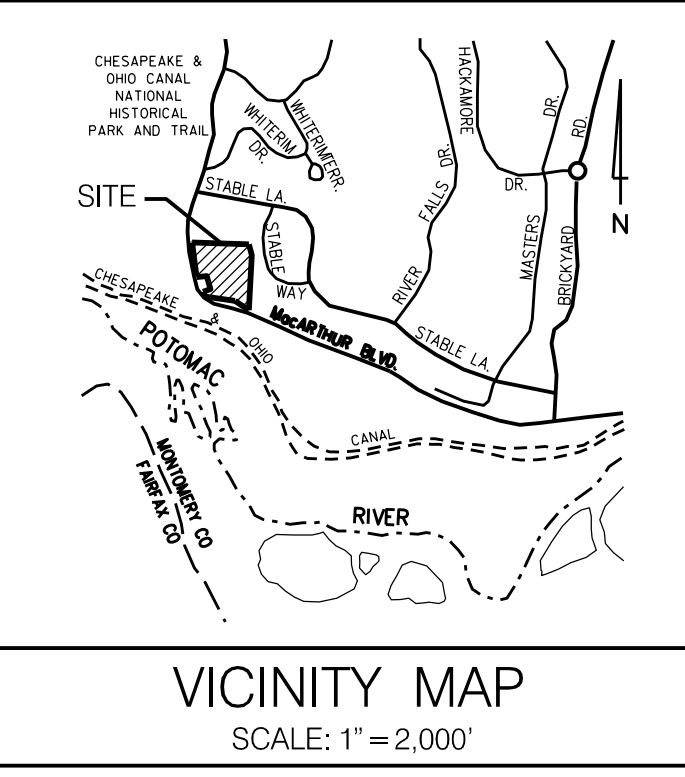 CHESAPEAKE &
OHIO CANAL
NATIONAL
HISTORICAL
PARK AND TRAIL
WHITERIM
DR.
WHITERIM TERR.
HACKAMORE
DR.
DR.
RD.
N
SITE
STABLE LA.
STABLE
WAY
RIVER FALLS DR.
MASTERS
BRICKYARD
CHESAPEAKE
&
OHIO
CANAL
MacARTHUR BLVD.
STABLE LA.
POTOMAC
RIVER
MONTOMERY CO
FAIRFAX CO
VICINITY MAP
SCALE: 1" = 2,000'